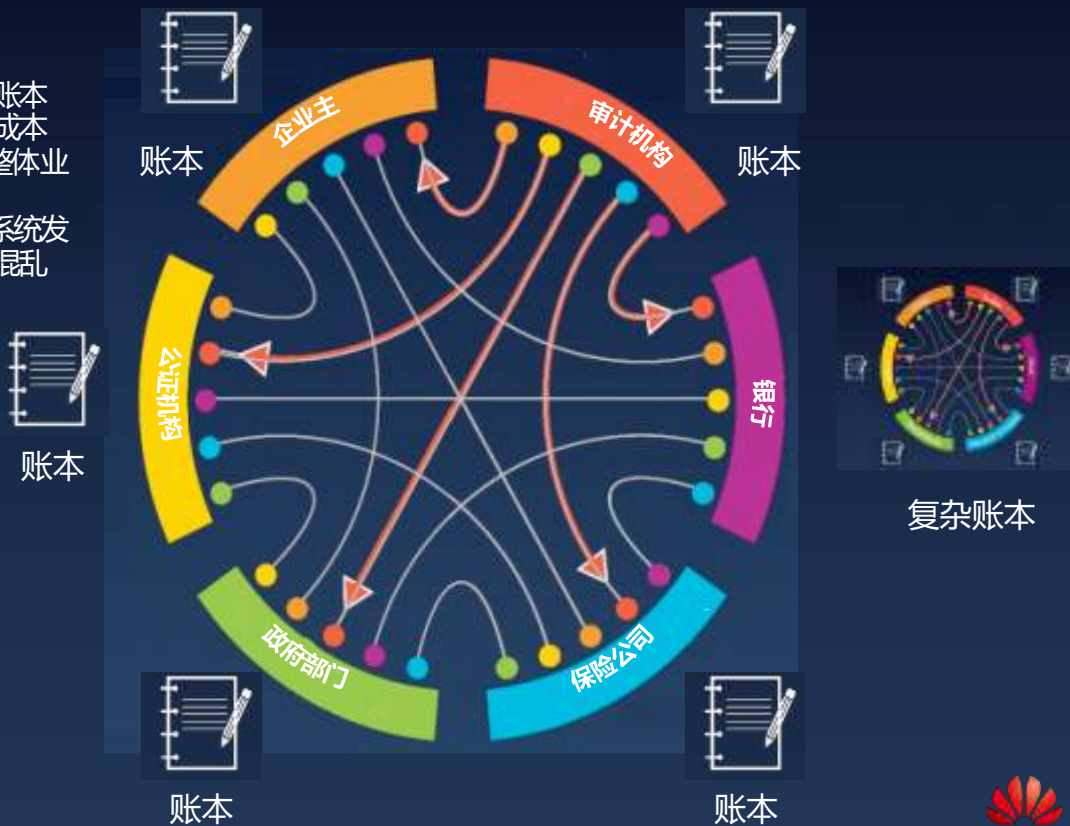 账本
成本
整体业
系统发
混乱
账本
账本
企业主
审计机构
公证机构
银行
账本
复杂账本
政府部门
保险公司
账本
账本